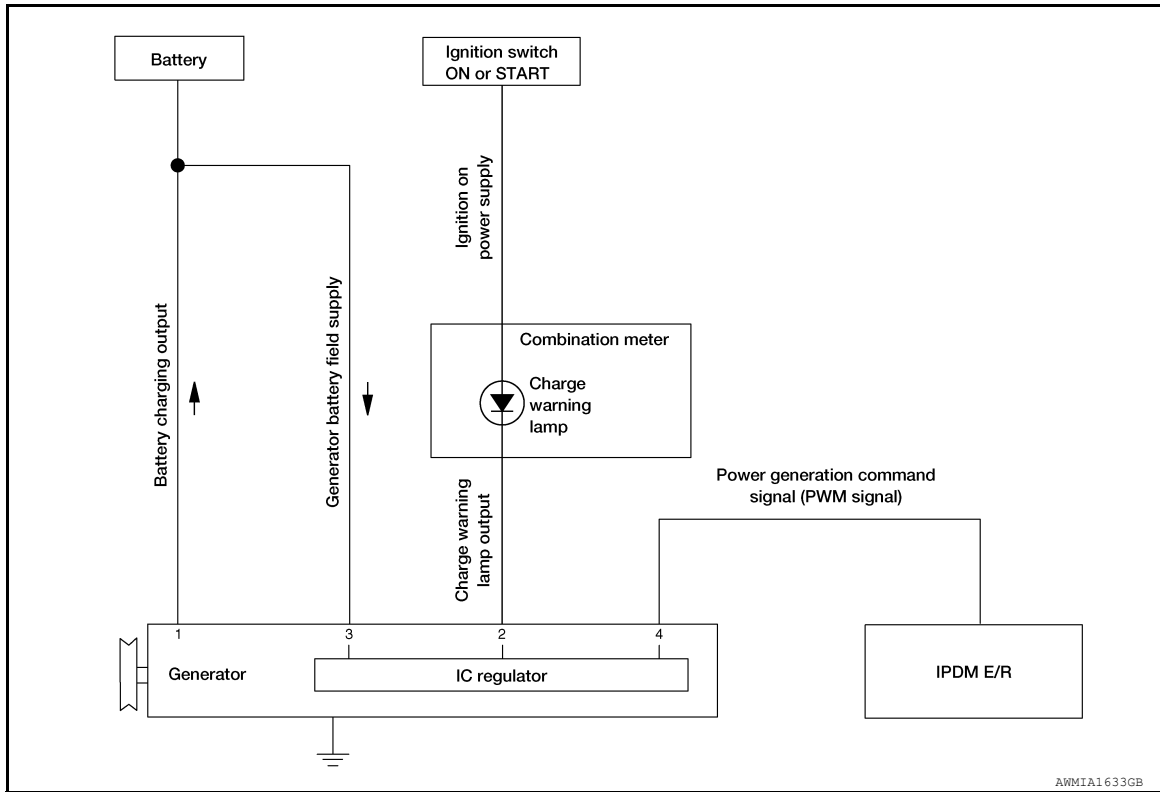 Battery
Ignition switch
ON or START
Ignition on
power supply
Battery charging output
Generator battery field supply
Combination meter
Charge
warning
lamp
Charge warning
lamp output
Power generation command
signal (PWM signal)
1
3
2
4
Generator
IC regulator
IPDM E/R
AWMIA1633GB